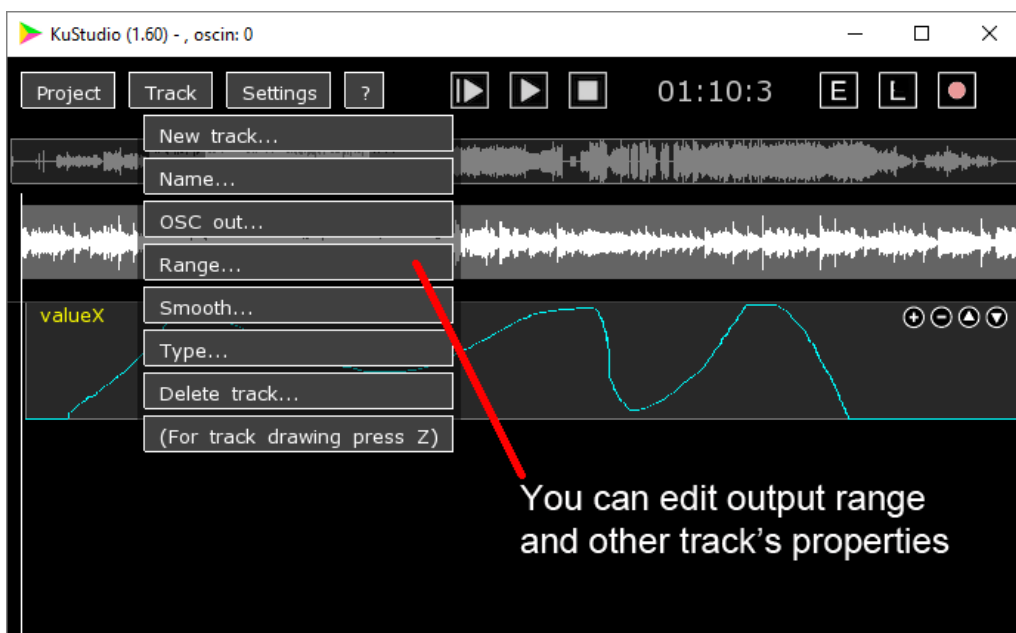 KuStudio (1.60) - , oscin: 0
Project Track Settings ? 01:10:3 E L
New track...
Name...
OSC out...
Range...
Smooth...
valueX
Type...
Delete track...
(For track drawing press Z)
You can edit output range
and other track's properties